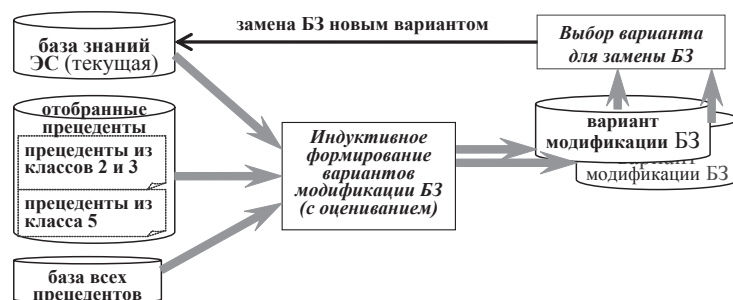 замена БЗ новым вариантом
база знаний
ЭС (текущая)
Выбор варианта
для замены БЗ
отобранные
прецеденты
прецеденты из
классов 2 и 3
прецеденты из
класса 5
Индуктивное
формирование
вариантов
модификации БЗ
(с оцениванием)
вариант
модификации БЗ
вариант
модификации БЗ
база всех
прецедентов